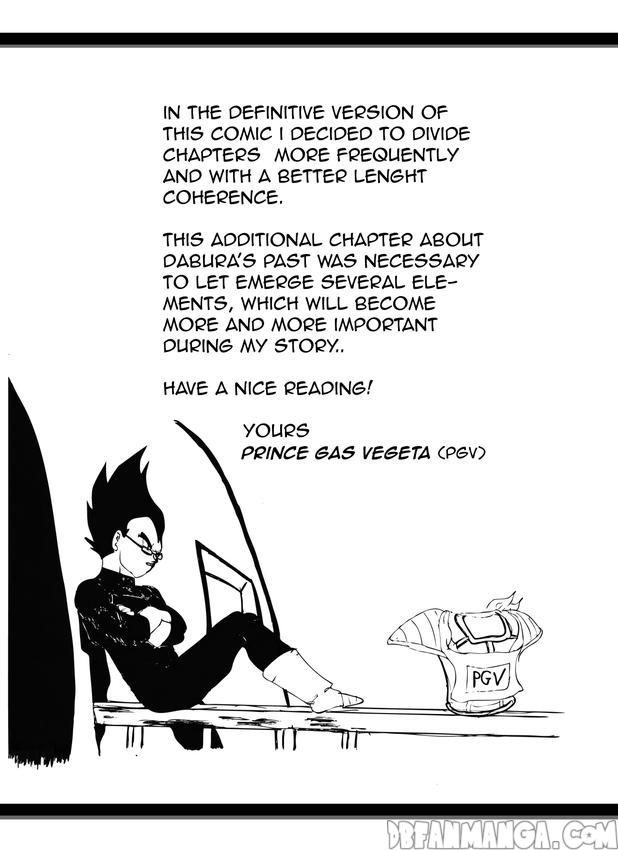 IN THE DEFINITIVE VERSION OF
THIS COMIC I DECIDED TO DIVIDE
CHAPTERS MORE FREQUENTLY
AND WITH A BETTER LENGHT
COHERENCE.
THIS ADDITIONAL CHAPTER ABOUT
DABURA'S PAST WAS NECESSARY
TO LET EMERGE SEVERAL ELE-
MENTS, WHICH WILL BECOME
MORE AND MORE IMPORTANT
DURING MY STORY..
HAVE A NICE READING!
YOURS
PRINCE GAS VEGETA (PGV)
PGV
DBFANMANGA.COM